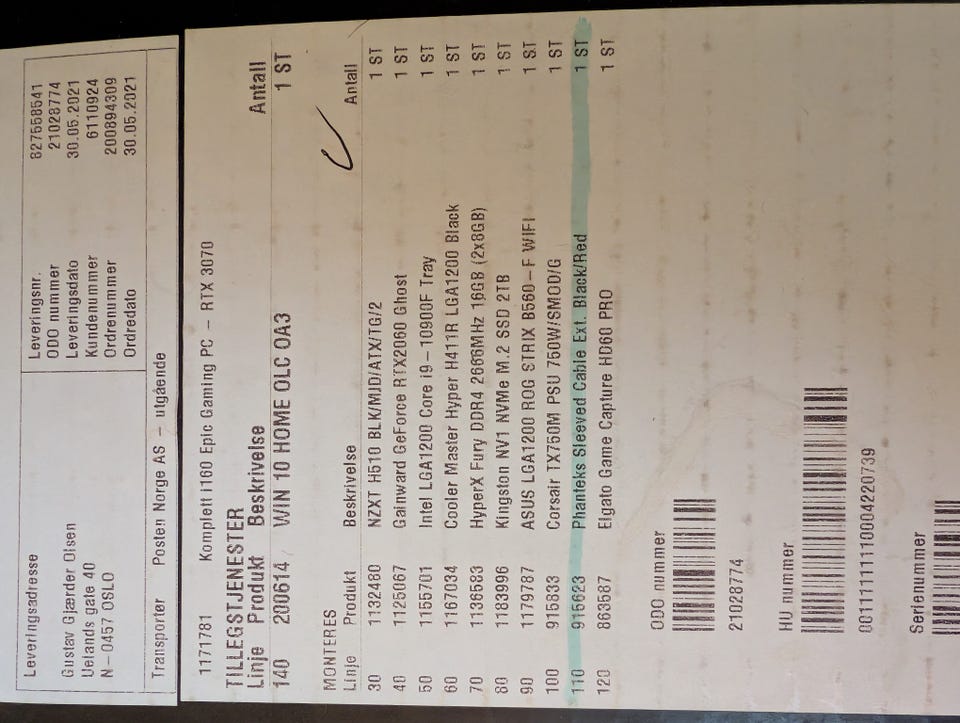 Leveringsadresse
Gustav Gjærder Olsen
Uelands gate 40
N-0457 OSLO
Leveringsnr. 827558541
ODO nummer 21028774
Leveringsdato 30.05.2021
Kundenummer 6110924
Ordrenummer 200894309
Ordredato 30.05.2021
Transportør Posten Norge AS - utgående
1171781 Komplett i160 Epic Gaming PC - RTX 3070
TILLEGSTJENESTER
Linje Produkt Beskrivelse Antall
140 200614 WIN 10 HOME OLC OA3 1 ST
MONTERES
Linje Produkt Beskrivelse Antall
30 1132480 NZXT H510 BLK/MID/ATX/TG/2 1 ST
40 1125067 Gainward GeForce RTX2060 Ghost 1 ST
50 1155701 Intel LGA1200 Core i9-10900F Tray 1 ST
60 1167034 Cooler Master Hyper H411R LGA1200 Black 1 ST
70 1136583 HyperX Fury DDR4 2666MHz 16GB (2x8GB) 1 ST
80 1183996 Kingston NV1 NVMe M.2 SSD 2TB 1 ST
90 1179787 ASUS LGA1200 ROG STRIX B560-F WIFI 1 ST
100 915833 Corsair TX750M PSU 750W/SMOD/G 1 ST
110 915623 Phanteks Sleeved Cable Ext. Black/Red 1 ST
120 863587 Elgato Game Capture HD60 PRO 1 ST
ODO nummer
21028774
HU nummer
00111111110004220739
Serienummer